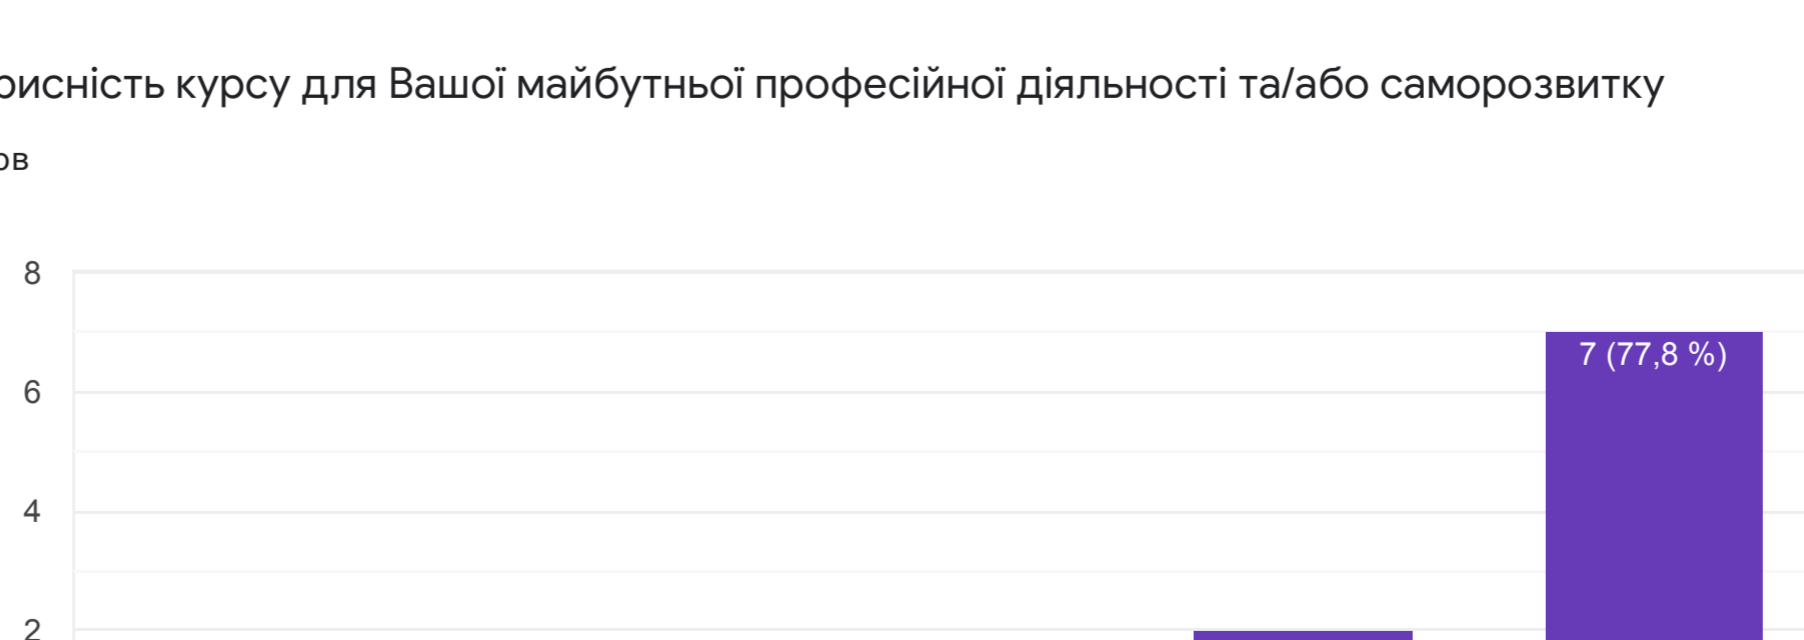 рисність курсу для Вашої майбутньої професійної діяльності та/або саморозвитку
ов
8
7 (77,8 %)
6
4
2